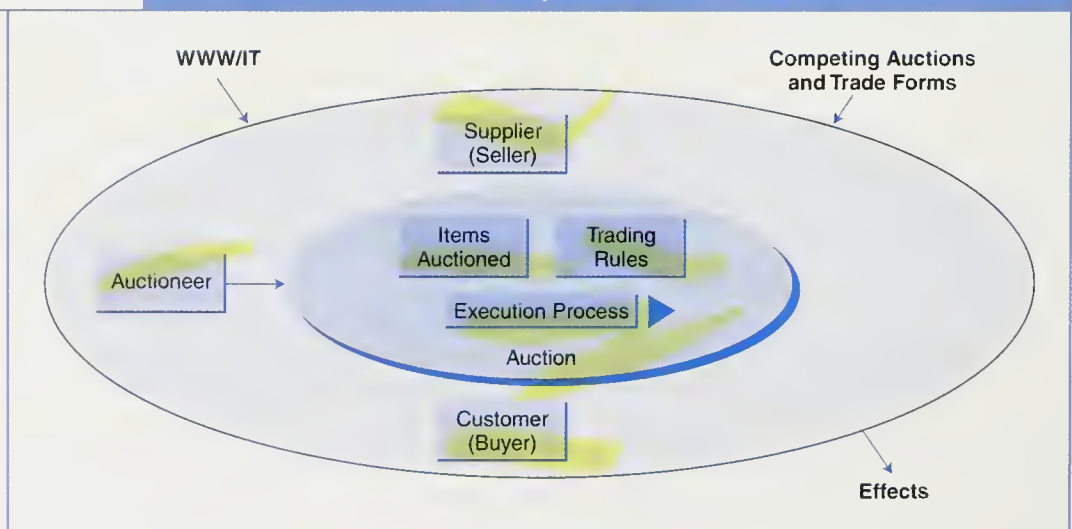 WWW/IT
Competing Auctions
and Trade Forms
Supplier
(Seller)
Items
Auctioned
Trading
Rules
Auctioneer
Execution Process
Auction
Customer
(Buyer)
Effects